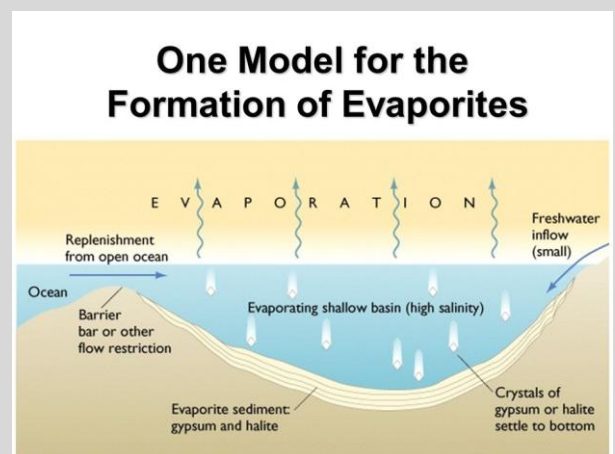 One Model for the
Formation of Evaporites
E V A P O R A T I O N
Replenishment
from open ocean
Freshwater
inflow
(small)
Ocean
Barrier
bar or other
flow restriction
Evaporating shallow basin (high salinity)
Evaporite sediment:
gypsum and halite
Crystals of
gypsum or halite
settle to bottom